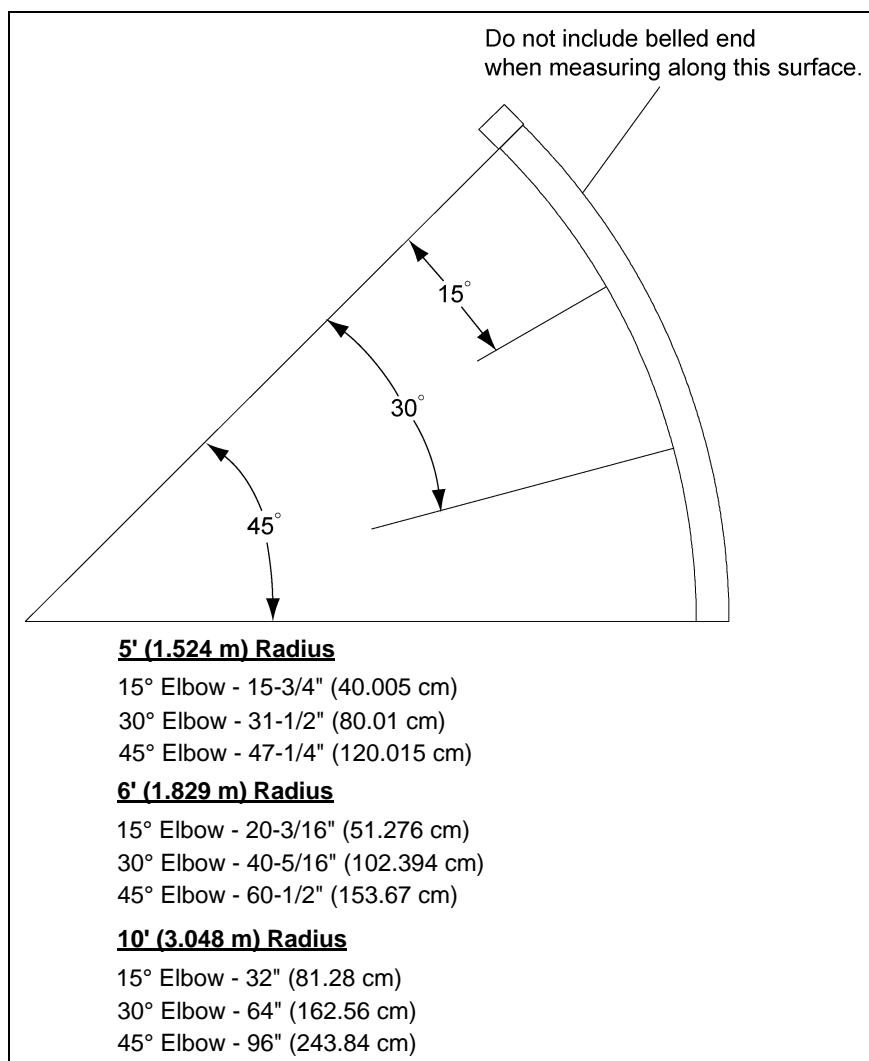 Do not include belled end
when measuring along this surface.
15°
30°
45°
5' (1.524 m) Radius
15° Elbow - 15-3/4" (40.005 cm)
30° Elbow - 31-1/2" (80.01 cm)
45° Elbow - 47-1/4" (120.015 cm)
6' (1.829 m) Radius
15° Elbow - 20-3/16" (51.276 cm)
30° Elbow - 40-5/16" (102.394 cm)
45° Elbow - 60-1/2" (153.67 cm)
10' (3.048 m) Radius
15° Elbow - 32" (81.28 cm)
30° Elbow - 64" (162.56 cm)
45° Elbow - 96" (243.84 cm)